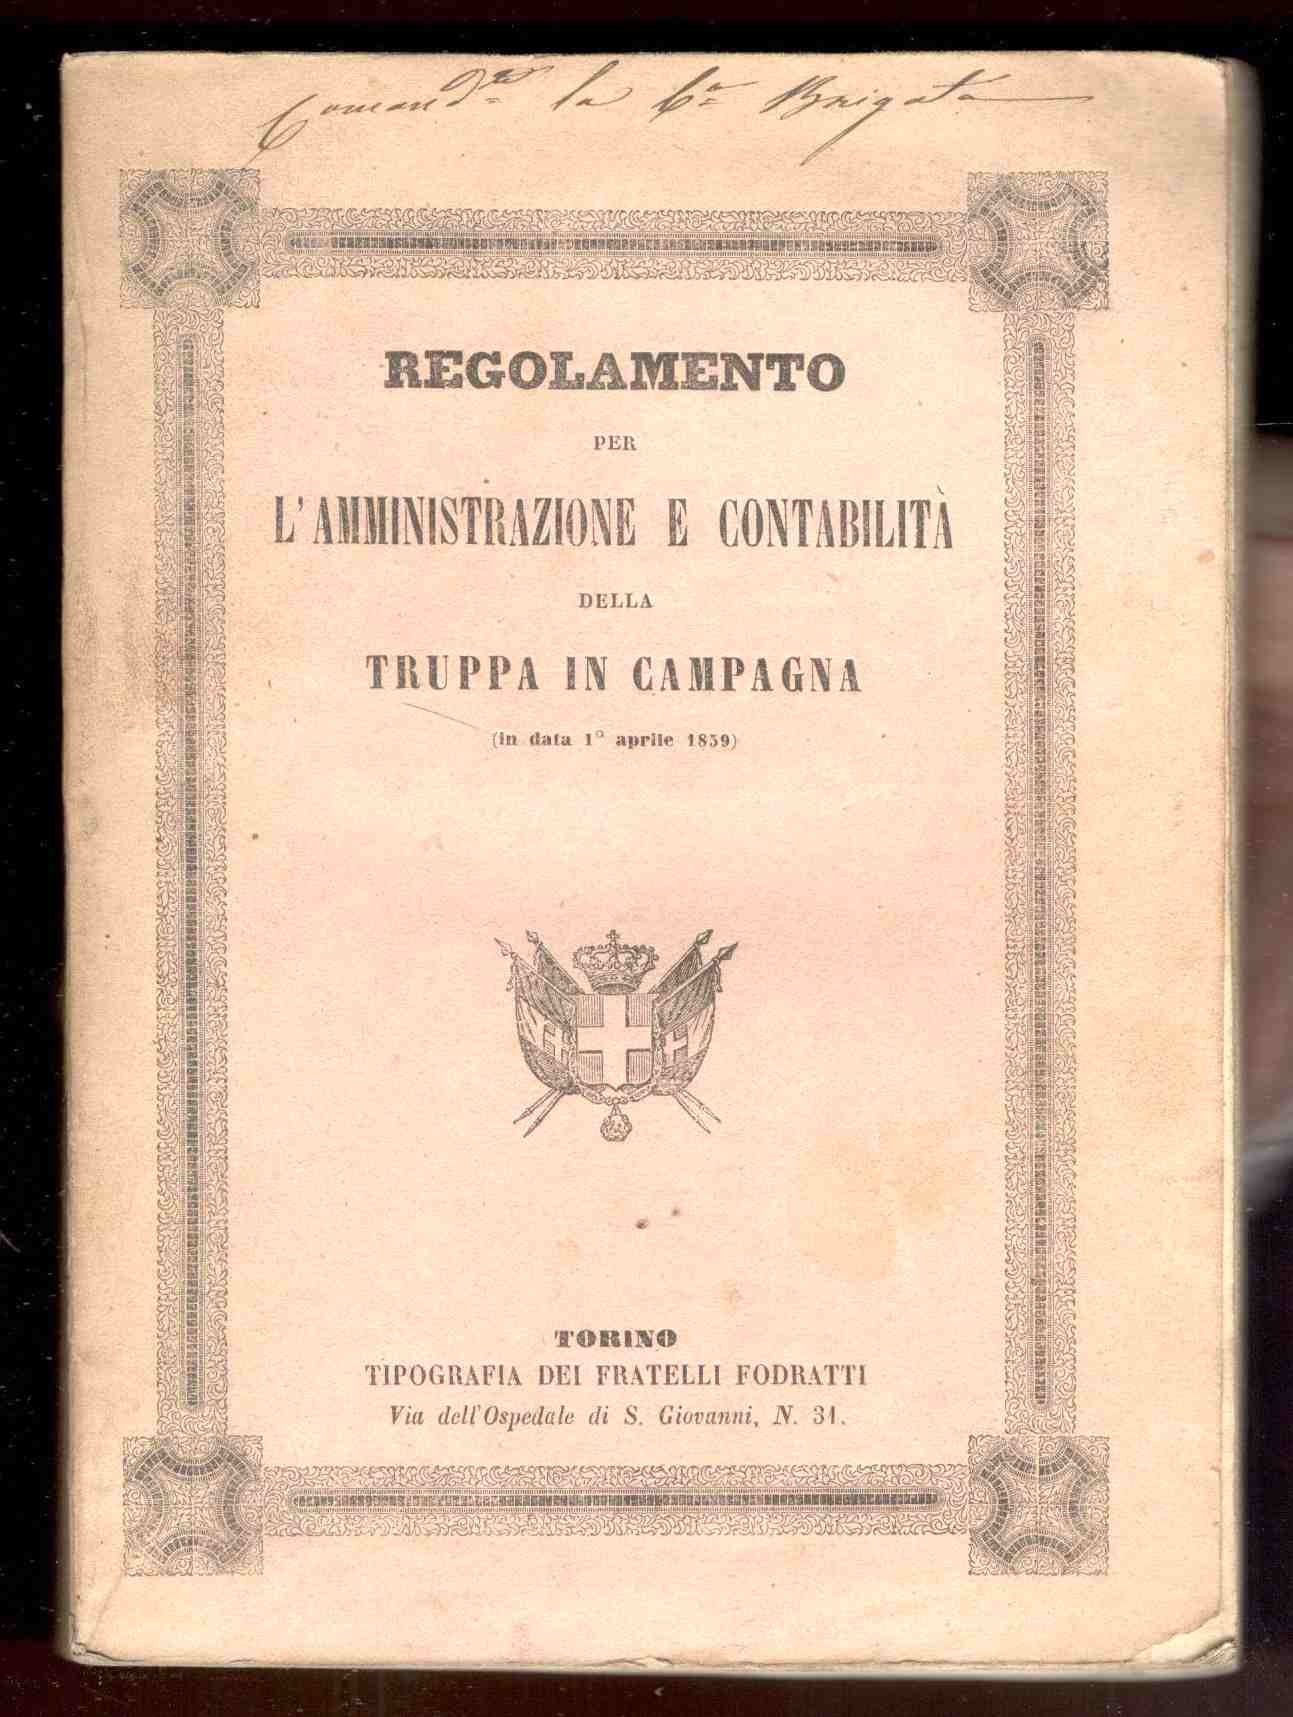 Comand.te la 6.a Brigata
REGOLAMENTO
PER
L'AMMINISTRAZIONE E CONTABILITÀ
DELLA
TRUPPA IN CAMPAGNA
(in data 1° aprile 1859)
TORINO
TIPOGRAFIA DEI FRATELLI FODRATTI
Via dell'Ospedale di S. Giovanni, N. 31.